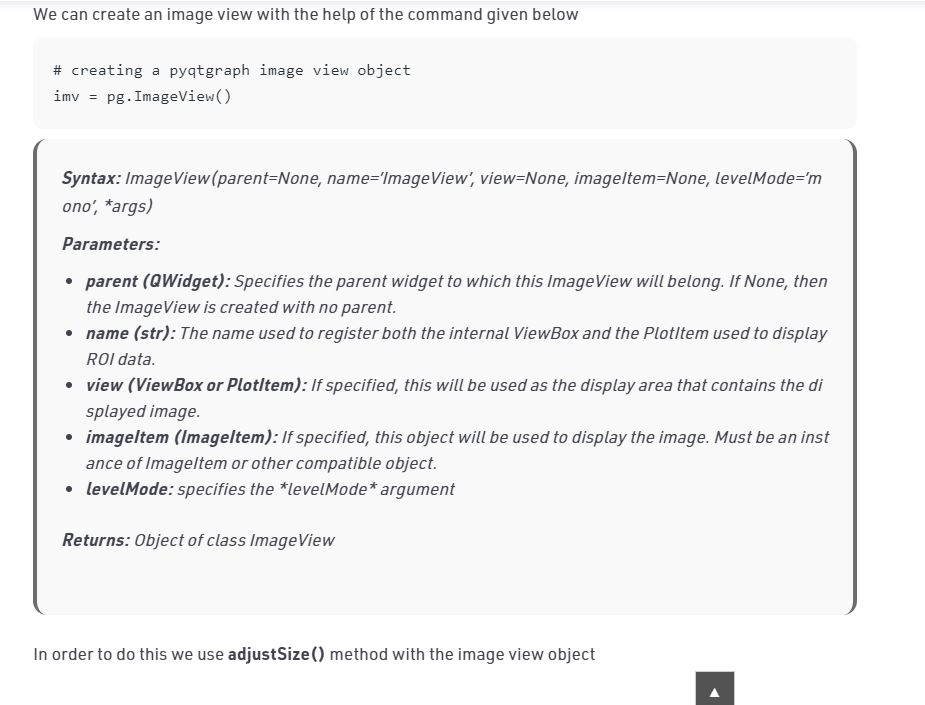 We can create an image view with the help of the command given below
# creating a pyqtgraph image view object
imv = pg.ImageView()
Syntax: ImageView(parent=None, name='ImageView', view=None, imageItem=None, levelMode='m
ono', *args)
Parameters:
• parent (QWidget): Specifies the parent widget to which this ImageView will belong. If None, then
the ImageView is created with no parent.
• name (str): The name used to register both the internal ViewBox and the PlotItem used to display
ROI data.
• view (ViewBox or PlotItem): If specified, this will be used as the display area that contains the di
splayed image.
• imageItem (ImageItem): If specified, this object will be used to display the image. Must be an inst
ance of ImageItem or other compatible object.
• levelMode: specifies the *levelMode* argument
Returns: Object of class ImageView
In order to do this we use adjustSize() method with the image view object